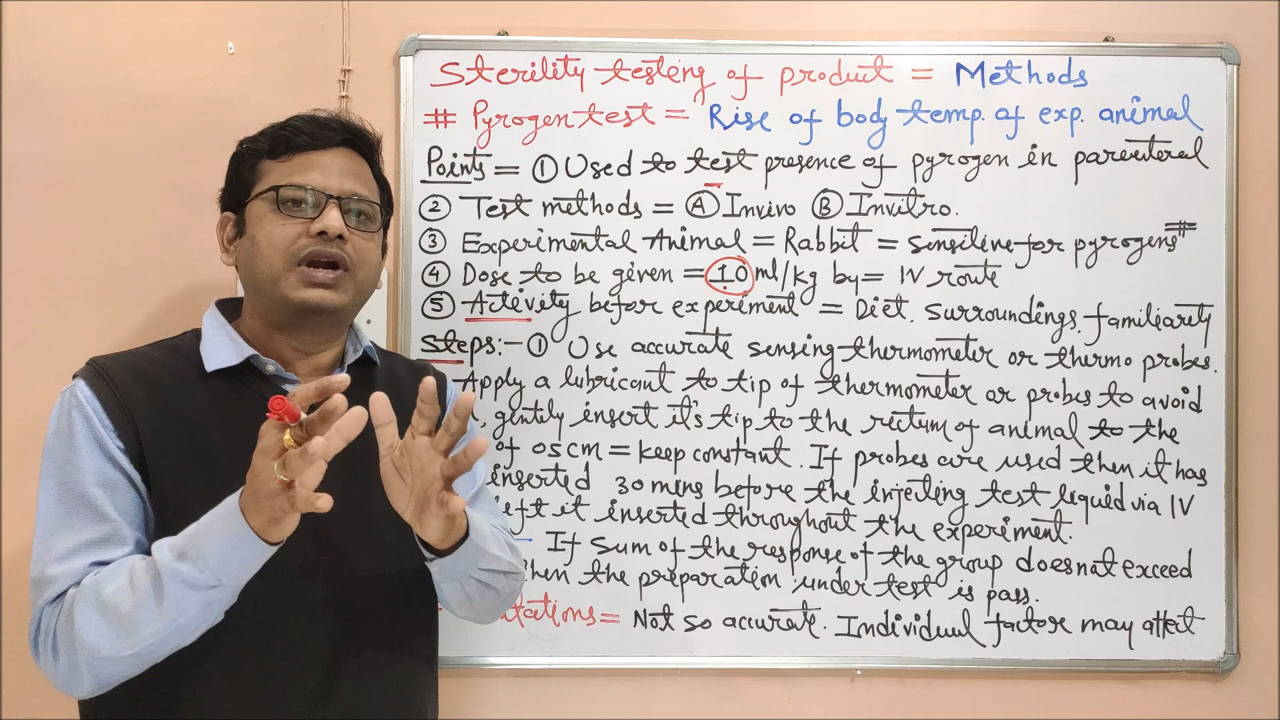 Sterility testing of product = Methods
# Pyrogen test = Rise of body temp. of exp. animal
Points = ① Used to test presence of pyrogen in parenteral
② Test methods = Ⓐ Invivo Ⓑ Invitro.
③ Experimental Animal = Rabbit = sensitive for pyrogens #
④ Dose to be given = 10 ml/kg by = IV route
⑤ Activity before experiment = Diet. Surroundings. familiarity
Steps:- ① Use accurate sensing thermometer or thermo probes.
Apply a lubricant to tip of thermometer or probes to avoid
, gently insert it's tip to the rectum of animal to the
of 05 cm = keep constant. If probes are used then it has
inserted 30 mins before the injecting test liquid via IV
it inserted throughout the experiment.
If sum of the response of the group does not exceed
the preparation under test is pass.
= Not so accurate. Individual factors may affect